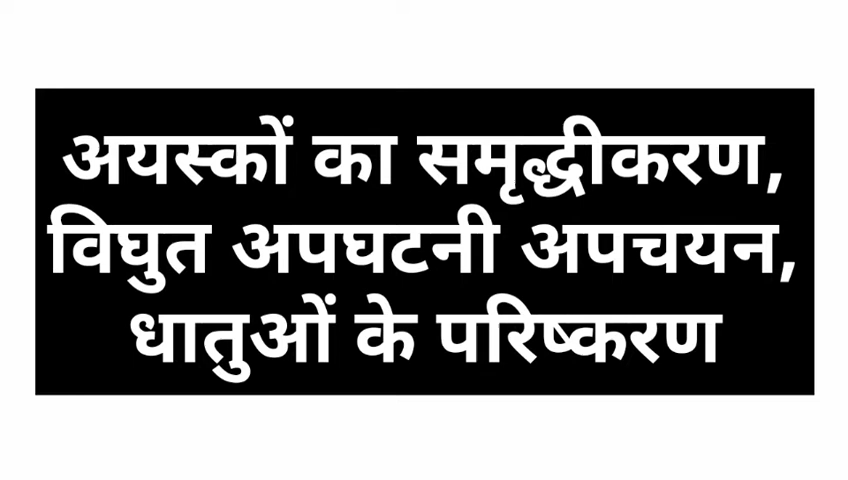 अयस्कों का समृद्धीकरण,
विघुत अपघटनी अपचयन,
धातुओं के परिष्करण